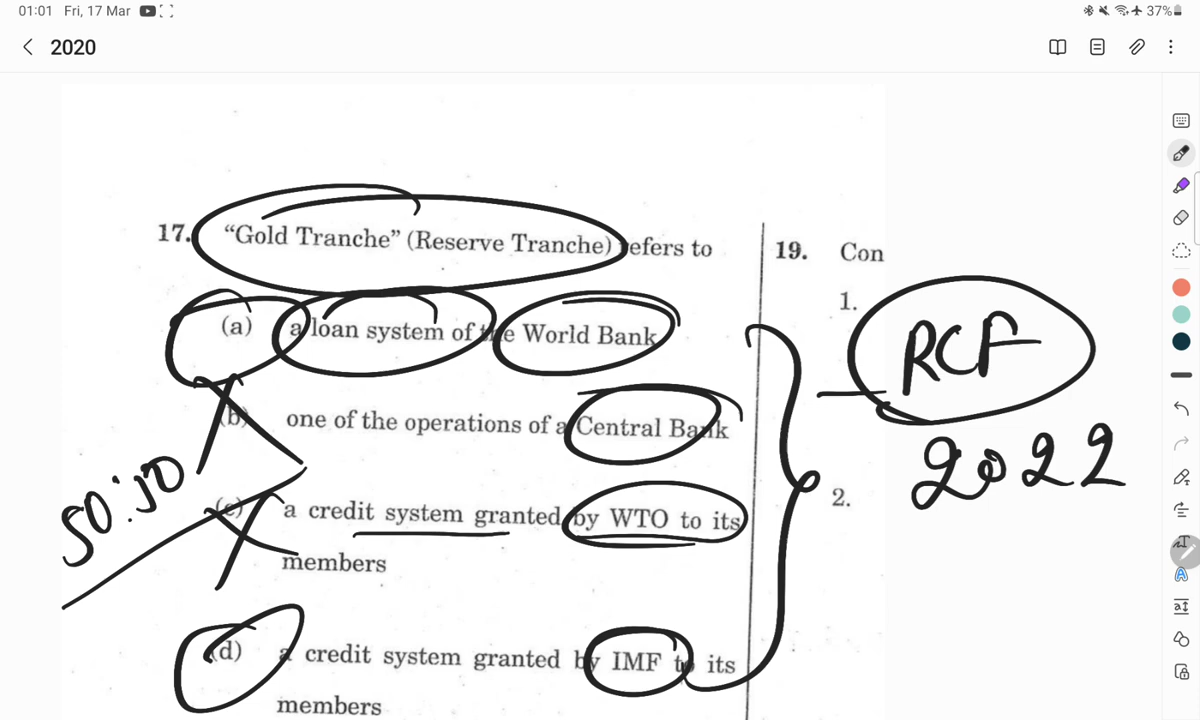 01:01 Fri, 17 Mar
37%
2020
17. “Gold Tranche” (Reserve Tranche) refers to
(a) a loan system of the World Bank
(b) one of the operations of a Central Bank
(c) a credit system granted by WTO to its
members
(d) a credit system granted by IMF to its
members
50:50
19. Con
1.
RCF
2022
2.